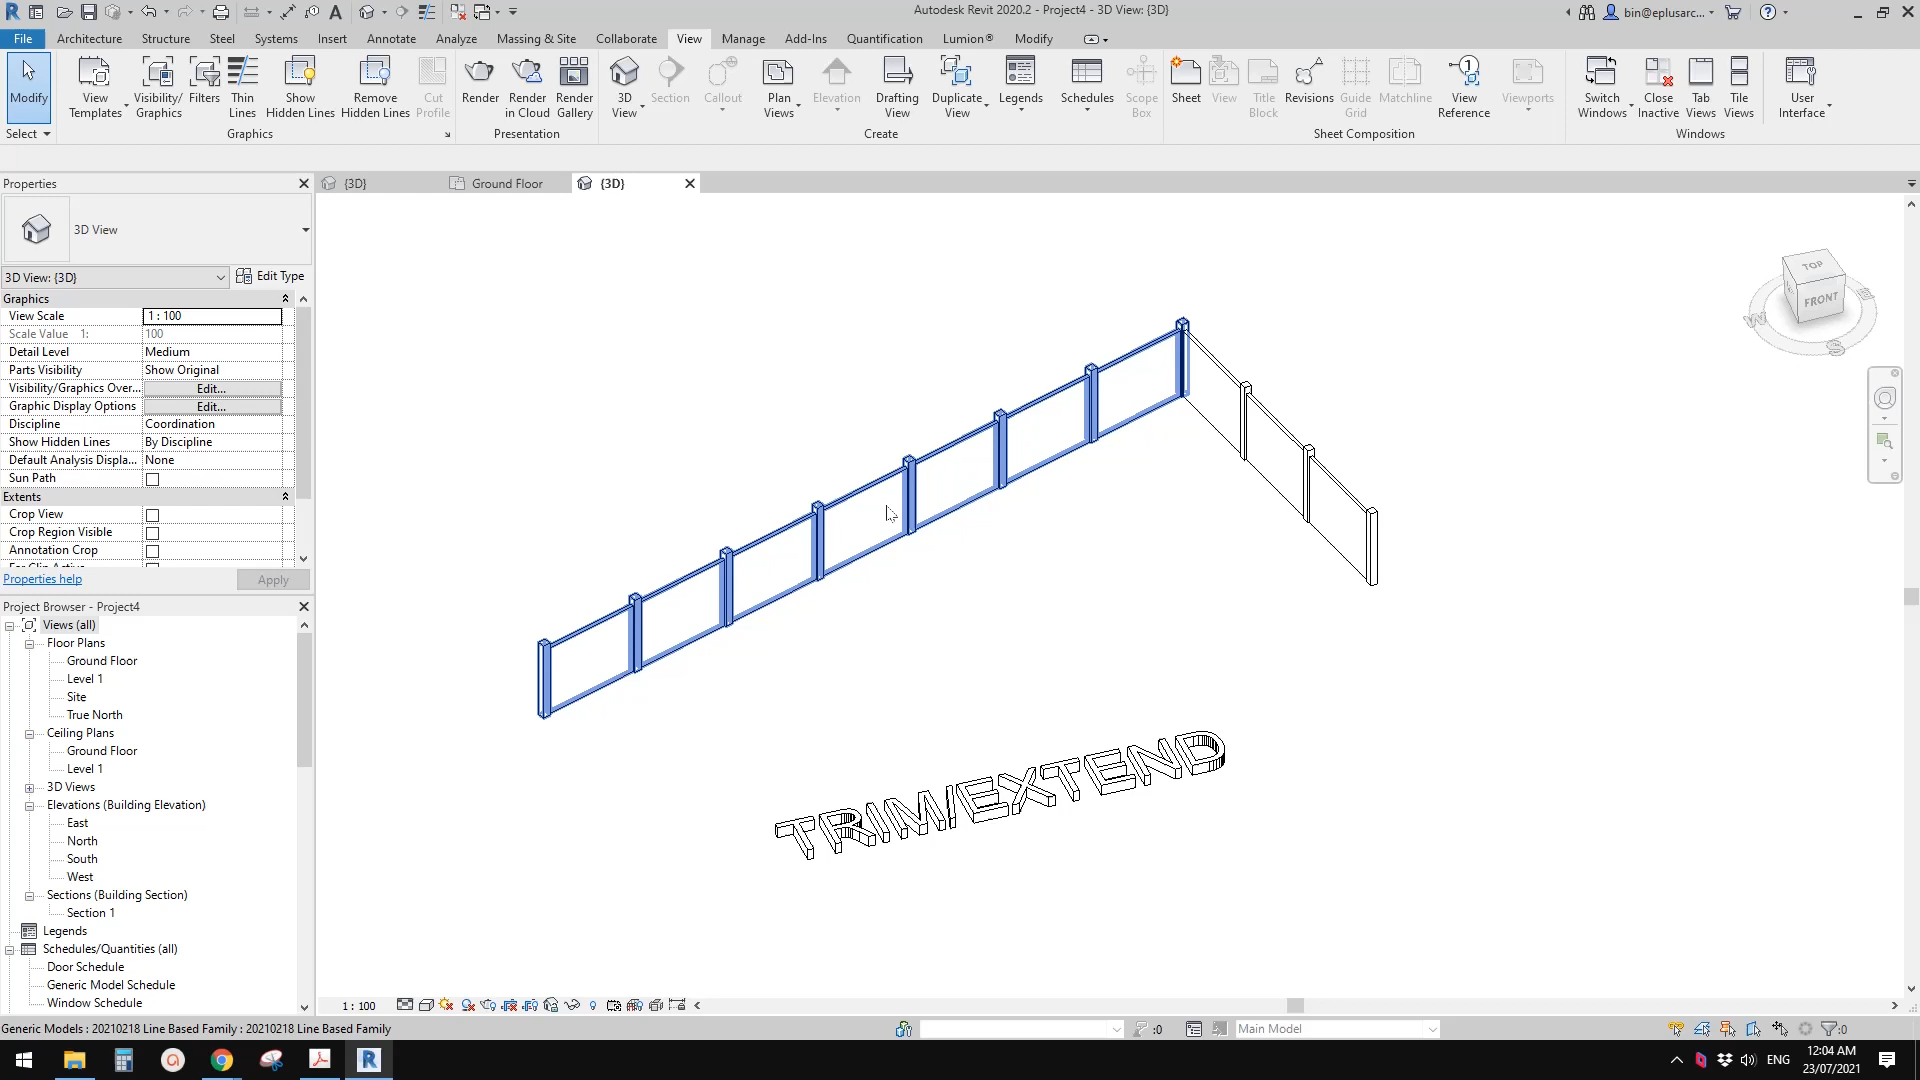 Autodesk Revit 2020.2 - Project4 - 3D View: {3D}
bin@eplusarc...
File Architecture Structure Steel Systems Insert Annotate Analyze Massing & Site Collaborate View Manage Add-Ins Quantification Lumion® Modify
Modify
View Templates
Visibility/ Graphics
Filters
Thin Lines
Show Hidden Lines
Remove Hidden Lines
Cut Profile
Render
Render in Cloud
Render Gallery
3D View
Section
Callout
Plan Views
Elevation
Drafting View
Duplicate View
Legends
Schedules
Scope Box
Sheet
View
Title Block
Revisions
Guide Grid
Matchline
View Reference
Viewports
Switch Windows
Close Inactive
Tab Views
Tile Views
User Interface
Select Graphics Presentation Create Sheet Composition Windows
Properties
{3D} Ground Floor {3D}
3D View
3D View: {3D} Edit Type
Graphics
View Scale 1 : 100
Scale Value 1: 100
Detail Level Medium
Parts Visibility Show Original
Visibility/Graphics Over... Edit...
Graphic Display Options Edit...
Discipline Coordination
Show Hidden Lines By Discipline
Default Analysis Displa... None
Sun Path
Extents
Crop View
Crop Region Visible
Annotation Crop
Properties help Apply
Project Browser - Project4
Views (all)
Floor Plans
Ground Floor
Level 1
Site
True North
Ceiling Plans
Ground Floor
Level 1
3D Views
Elevations (Building Elevation)
East
North
South
West
Sections (Building Section)
Section 1
Legends
Schedules/Quantities (all)
Door Schedule
Generic Model Schedule
Window Schedule
TOP
FRONT
W
S
TRIM/EXTEND
1 : 100
Generic Models : 20210218 Line Based Family : 20210218 Line Based Family
:0
Main Model
:0
ENG
12:04 AM
23/07/2021